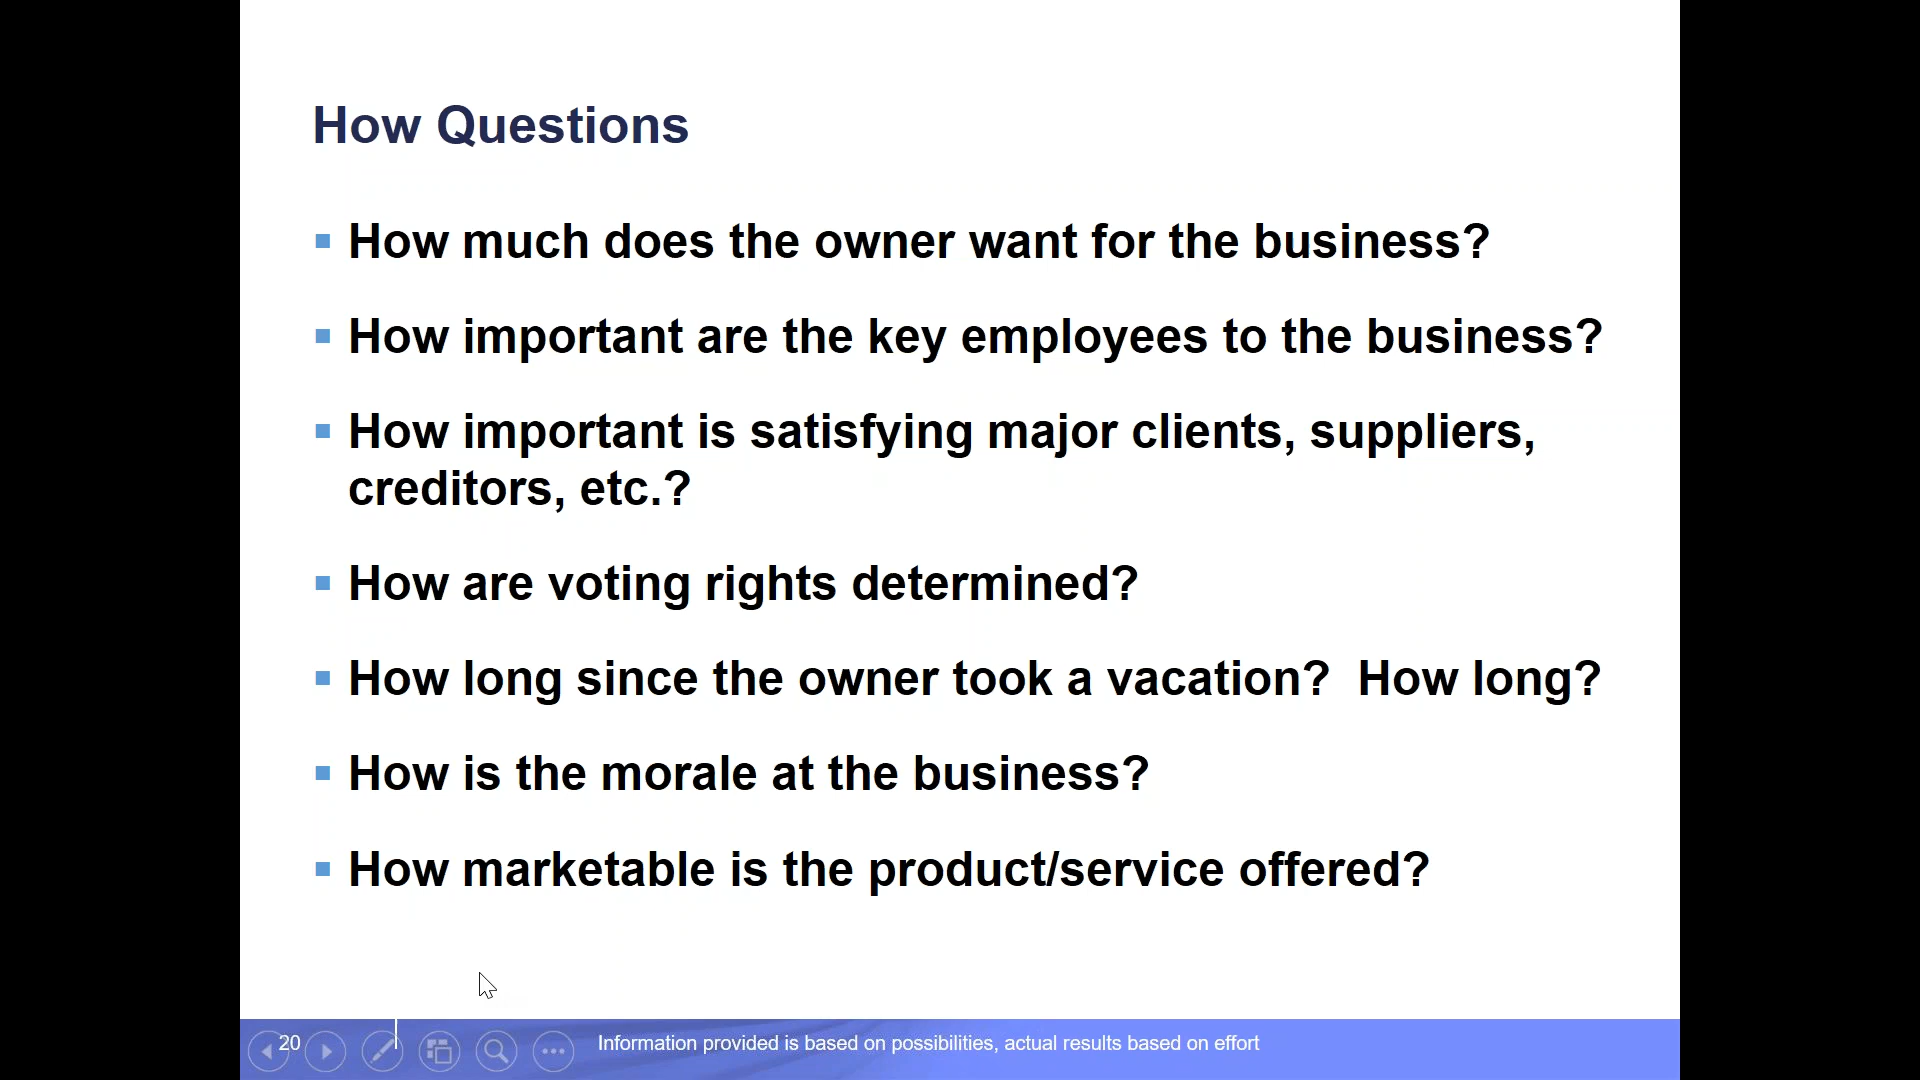 How Questions
How much does the owner want for the business?
How important are the key employees to the business?
How important is satisfying major clients, suppliers,
creditors, etc.?
How are voting rights determined?
How long since the owner took a vacation?  How long?
How is the morale at the business?
How marketable is the product/service offered?
20
Information provided is based on possibilities, actual results based on effort